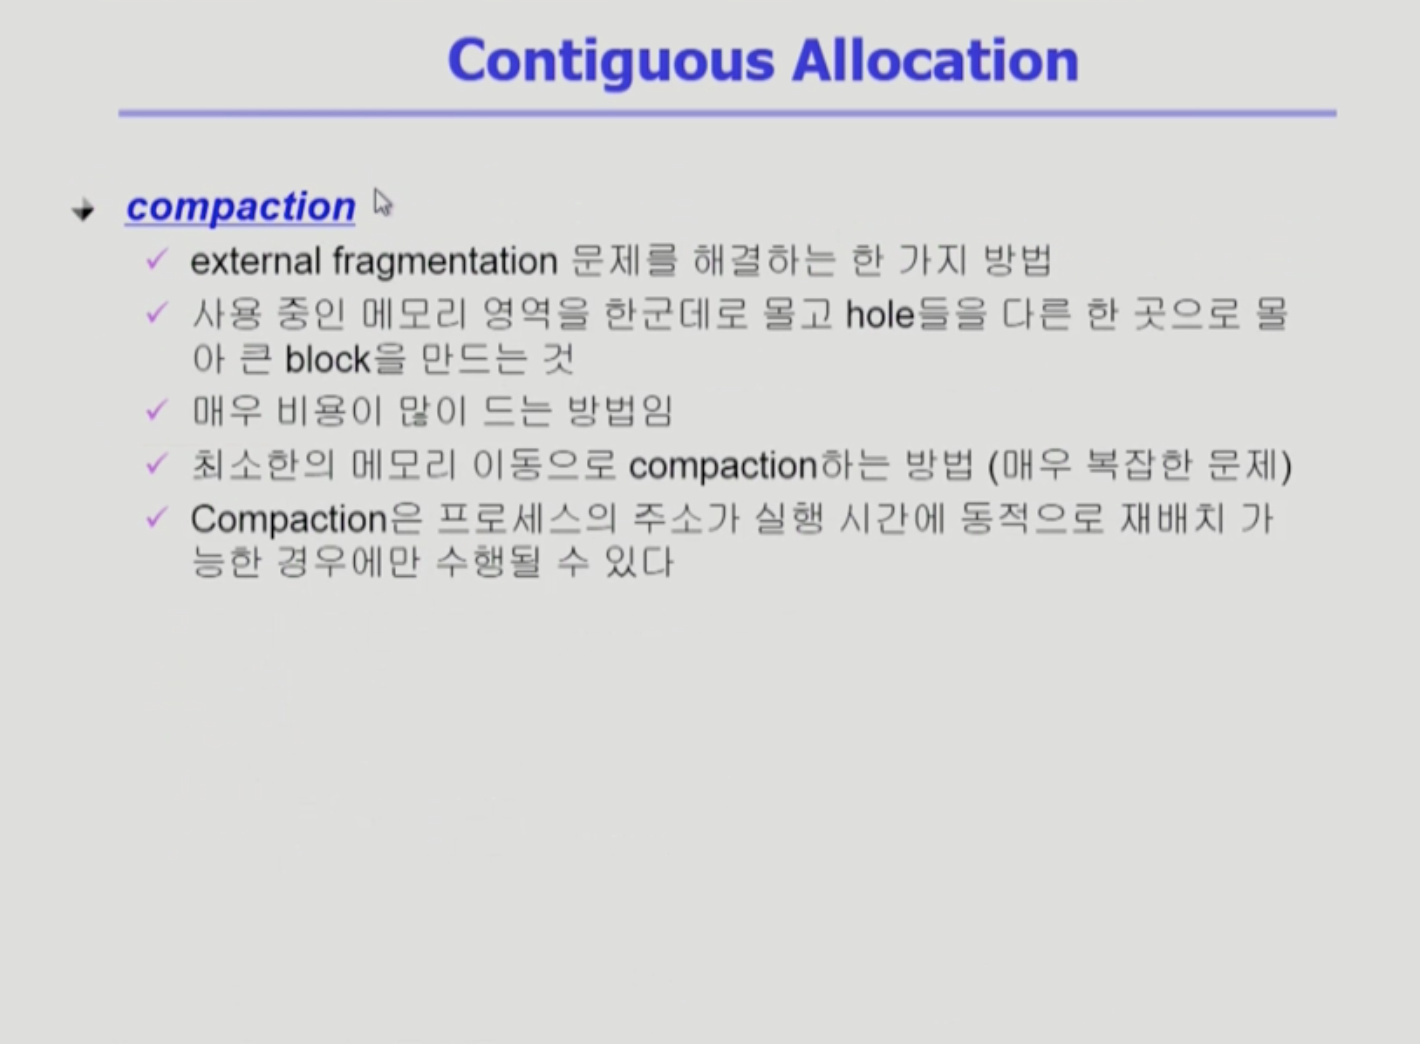 Contiguous Allocation
compaction
external fragmentation 문제를 해결하는 한 가지 방법
사용 중인 메모리 영역을 한군데로 몰고 hole들을 다른 한 곳으로 몰
아 큰 block을 만드는 것
매우 비용이 많이 드는 방법임
최소한의 메모리 이동으로 compaction하는 방법 (매우 복잡한 문제)
Compaction은 프로세스의 주소가 실행 시간에 동적으로 재배치 가
능한 경우에만 수행될 수 있다